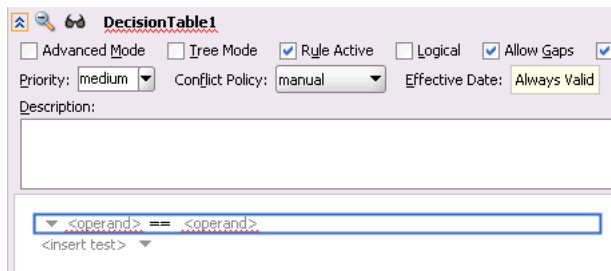 DecisionTable1
Advanced Mode Tree Mode Rule Active Logical Allow Gaps
Priority: medium Conflict Policy: manual Effective Date: Always Valid
Description:
<operand> == <operand>
<insert test>